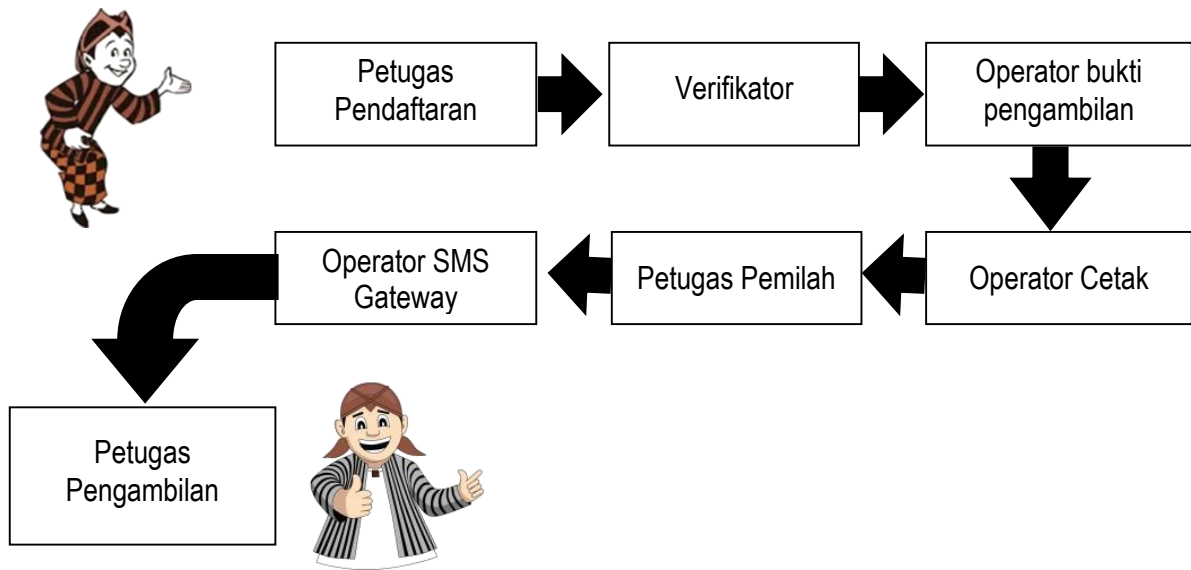 Petugas
Pendaftaran
Verifikator
Operator bukti
pengambilan
Operator SMS
Gateway
Petugas Pemilah
Operator Cetak
Petugas
Pengambilan